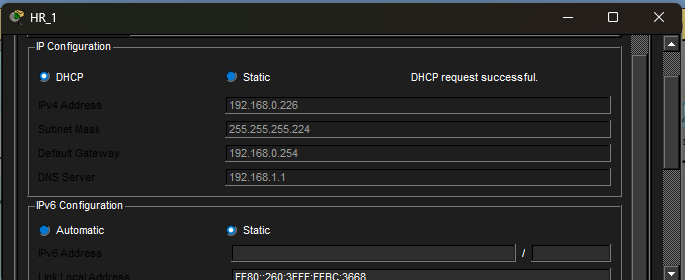 HR_1
IP Configuration
DHCP Static DHCP request successful.
IPv4 Address 192.168.0.226
Subnet Mask 255.255.255.224
Default Gateway 192.168.0.254
DNS Server 192.168.1.1
IPv6 Configuration
Automatic Static
IPv6 Address /
Link Local Address FE80::260:3EFF:FEBC:3668